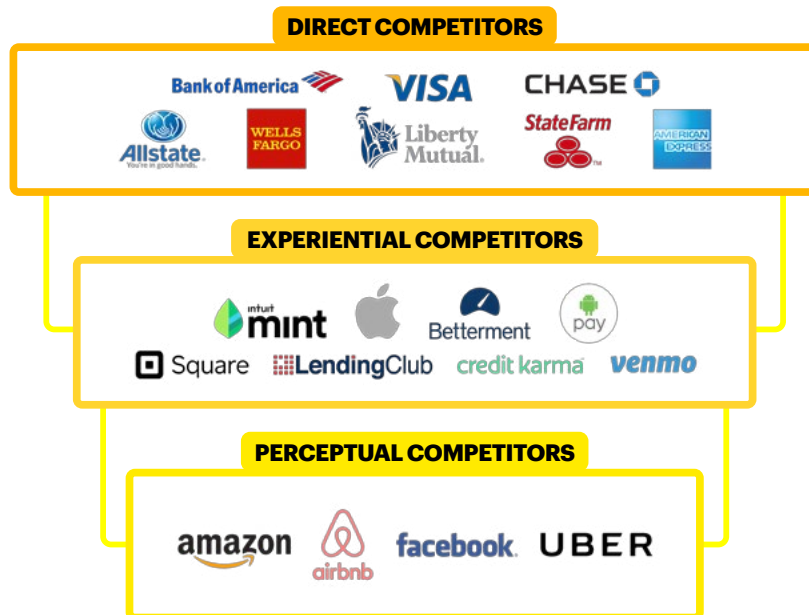 DIRECT COMPETITORS
Bank of America VISA CHASE
Allstate. You're in good hands. WELLS FARGO Liberty Mutual. State Farm TM AMERICAN EXPRESS
EXPERIENTIAL COMPETITORS
intuit mint Betterment pay
Square LendingClub credit karma venmo
PERCEPTUAL COMPETITORS
amazon airbnb facebook. UBER